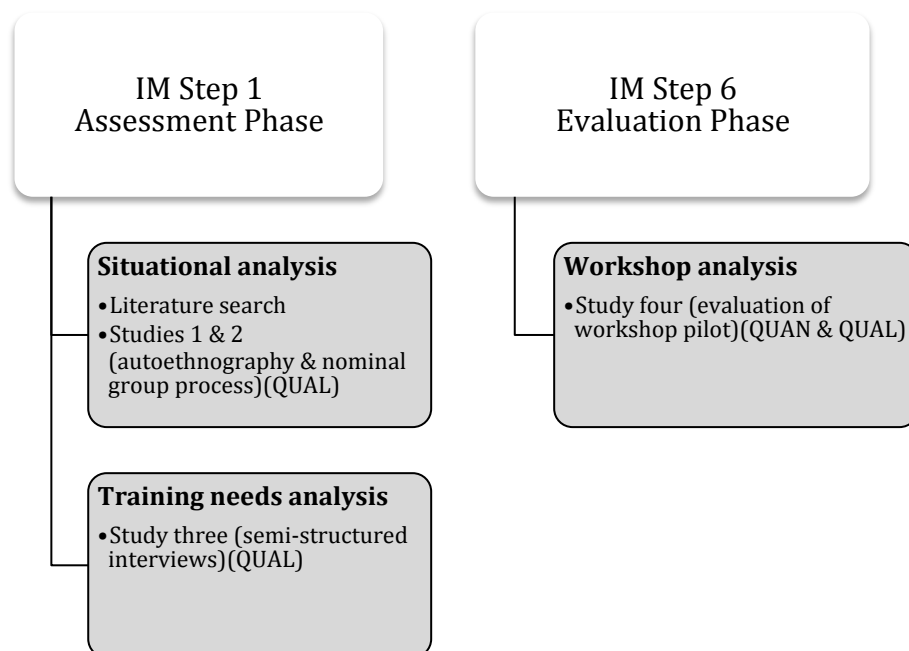 IM Step 1
Assessment Phase
Situational analysis
•Literature search
•Studies 1 & 2
(autoethnography & nominal
group process)(QUAL)
Training needs analysis
•Study three (semi-structured
interviews)(QUAL)
IM Step 6
Evaluation Phase
Workshop analysis
•Study four (evaluation of
workshop pilot)(QUAN & QUAL)